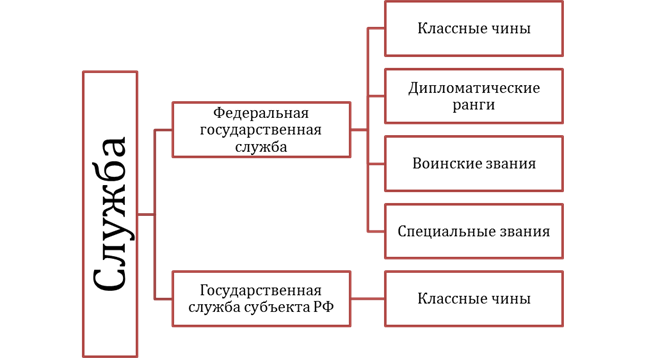 Служба
Федеральная
государственная
служба
Классные чины
Дипломатические
ранги
Воинские звания
Специальные звания
Государственная
служба субъекта РФ
Классные чины